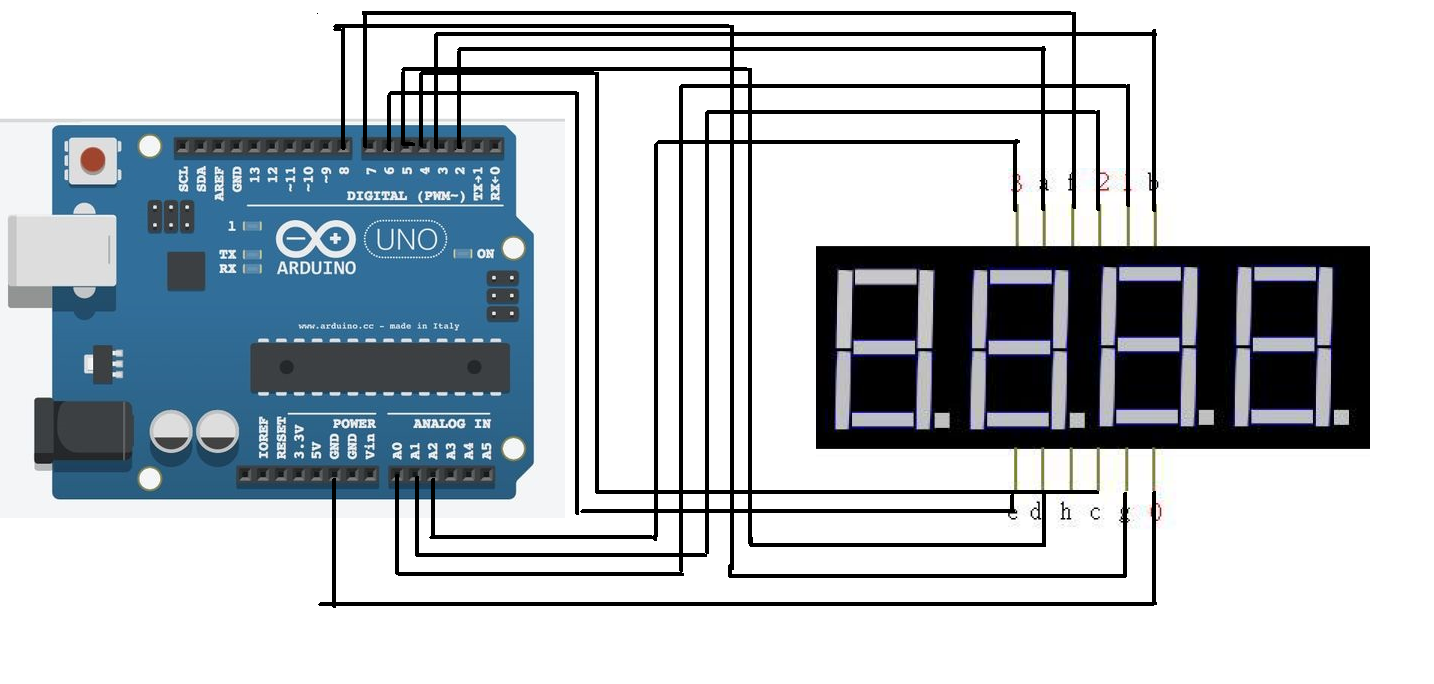 3 a f 2 1 b
SCL
SDA
AREF
GND
13
12
~11
~10
~9
8
7
6
5
4
3
2
TX→1
RX←0
DIGITAL (PWM~)
1
TX
RX
UNO
ON
ARDUINO
www.arduino.cc - made in Italy
POWER
ANALOG IN
IOREF
RESET
3.3V
5V
GND
GND
Vin
A0
A1
A2
A3
A4
A5
e d h c g 0